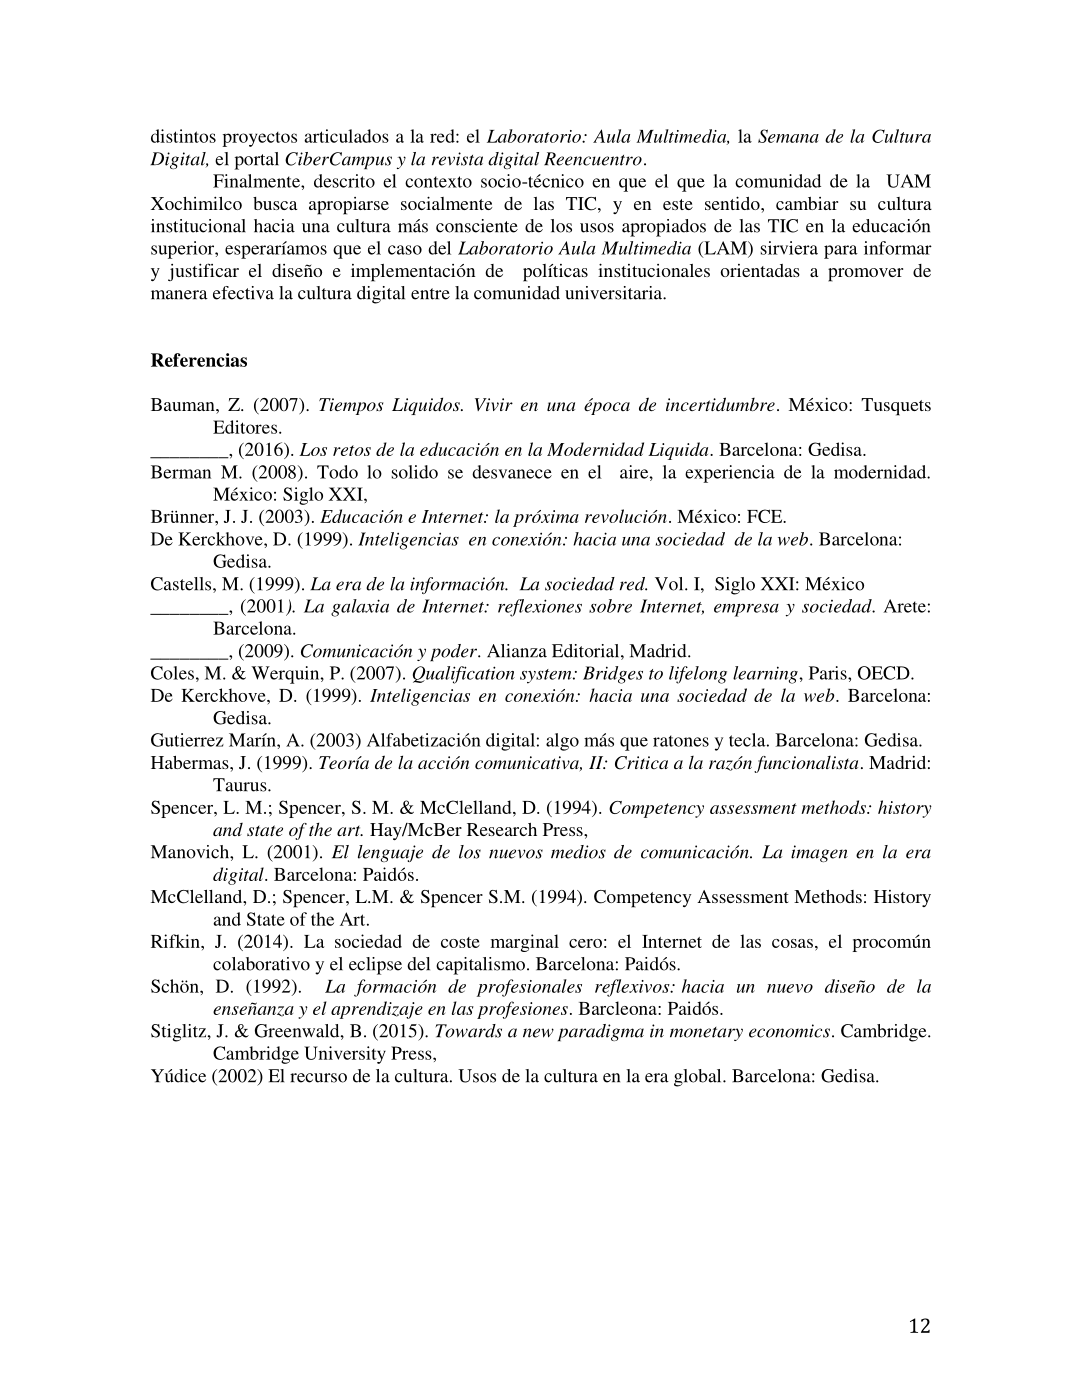 distintos proyectos articulados a la red: el Laboratorio: Aula Multimedia, la Semana de la Cultura
Digital, el portal CiberCampus y la revista digital Reencuentro.
Finalmente, descrito el contexto socio-técnico en que el que la comunidad de la UAM
Xochimilco busca apropiarse socialmente de las TIC, y en este sentido, cambiar su cultura
institucional hacia una cultura más consciente de los usos apropiados de las TIC en la educación
superior, esperaríamos que el caso del Laboratorio Aula Multimedia (LAM) sirviera para informar
y justificar el diseño e implementación de políticas institucionales orientadas a promover de
manera efectiva la cultura digital entre la comunidad universitaria.
Referencias
Bauman, Z. (2007). Tiempos Liquidos. Vivir en una época de incertidumbre. México: Tusquets
Editores.
________, (2016). Los retos de la educación en la Modernidad Liquida. Barcelona: Gedisa.
Berman M. (2008). Todo lo solido se desvanece en el aire, la experiencia de la modernidad.
México: Siglo XXI,
Brünner, J. J. (2003). Educación e Internet: la próxima revolución. México: FCE.
De Kerckhove, D. (1999). Inteligencias en conexión: hacia una sociedad de la web. Barcelona:
Gedisa.
Castells, M. (1999). La era de la información. La sociedad red. Vol. I, Siglo XXI: México
________, (2001). La galaxia de Internet: reflexiones sobre Internet, empresa y sociedad. Arete:
Barcelona.
________, (2009). Comunicación y poder. Alianza Editorial, Madrid.
Coles, M. & Werquin, P. (2007). Qualification system: Bridges to lifelong learning, Paris, OECD.
De Kerckhove, D. (1999). Inteligencias en conexión: hacia una sociedad de la web. Barcelona:
Gedisa.
Gutierrez Marín, A. (2003) Alfabetización digital: algo más que ratones y tecla. Barcelona: Gedisa.
Habermas, J. (1999). Teoría de la acción comunicativa, II: Critica a la razón funcionalista. Madrid:
Taurus.
Spencer, L. M.; Spencer, S. M. & McClelland, D. (1994). Competency assessment methods: history
and state of the art. Hay/McBer Research Press,
Manovich, L. (2001). El lenguaje de los nuevos medios de comunicación. La imagen en la era
digital. Barcelona: Paidós.
McClelland, D.; Spencer, L.M. & Spencer S.M. (1994). Competency Assessment Methods: History
and State of the Art.
Rifkin, J. (2014). La sociedad de coste marginal cero: el Internet de las cosas, el procomún
colaborativo y el eclipse del capitalismo. Barcelona: Paidós.
Schön, D. (1992). La formación de profesionales reflexivos: hacia un nuevo diseño de la
enseñanza y el aprendizaje en las profesiones. Barcleona: Paidós.
Stiglitz, J. & Greenwald, B. (2015). Towards a new paradigma in monetary economics. Cambridge.
Cambridge University Press,
Yúdice (2002) El recurso de la cultura. Usos de la cultura en la era global. Barcelona: Gedisa.
12